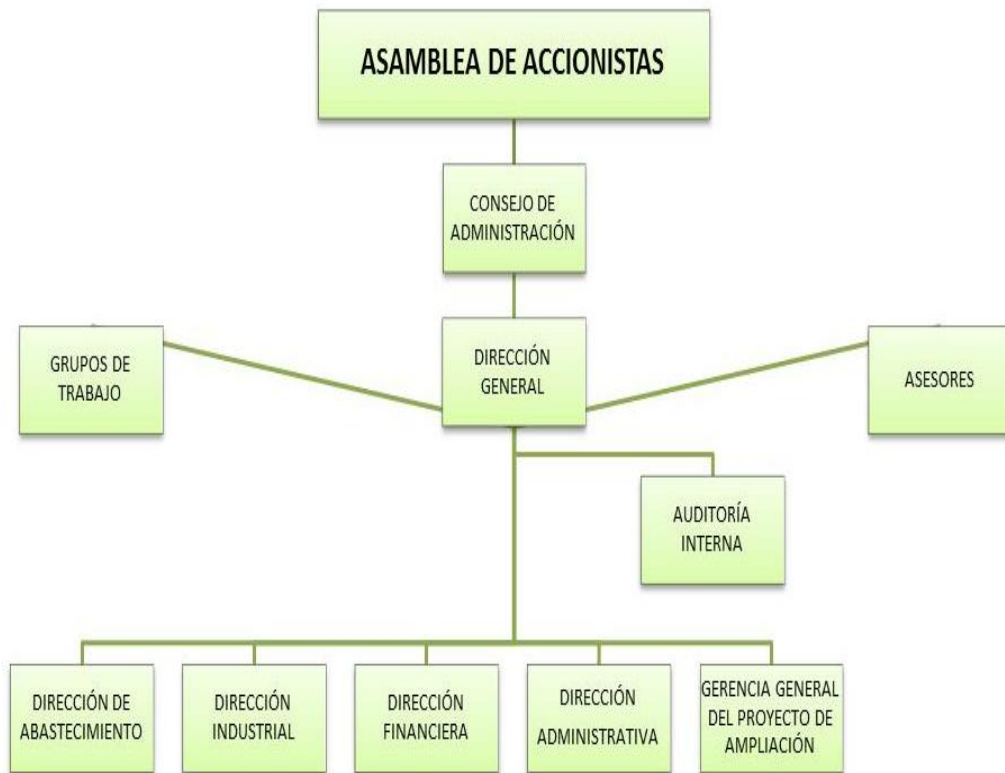 ASAMBLEA DE ACCIONISTAS
CONSEJO DE
ADMINISTRACIÓN
GRUPOS DE
TRABAJO
DIRECCIÓN
GENERAL
ASESORES
AUDITORÍA
INTERNA
DIRECCIÓN DE
ABASTECIMIENTO
DIRECCIÓN
INDUSTRIAL
DIRECCIÓN
FINANCIERA
DIRECCIÓN
ADMINISTRATIVA
GERENCIA GENERAL
DEL PROYECTO DE
AMPLIACIÓN